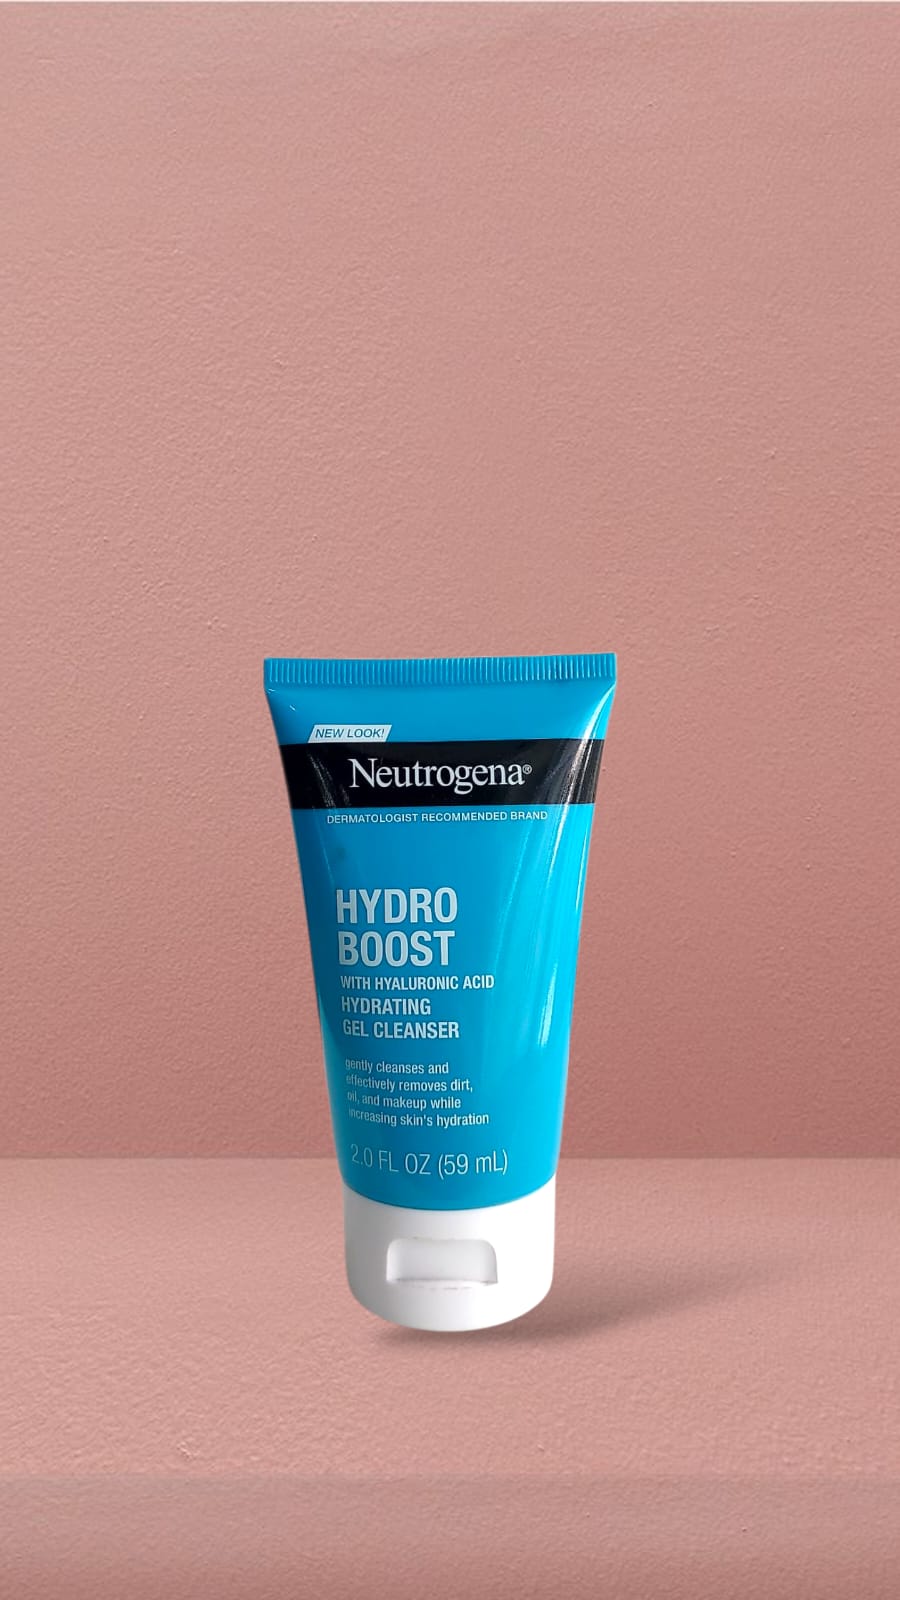 NEW LOOK!
Neutrogena®
DERMATOLOGIST RECOMMENDED BRAND
HYDRO
BOOST
WITH HYALURONIC ACID
HYDRATING
GEL CLEANSER
gently cleanses and
effectively removes dirt,
oil, and makeup while
increasing skin's hydration
2.0 FL OZ (59 mL)